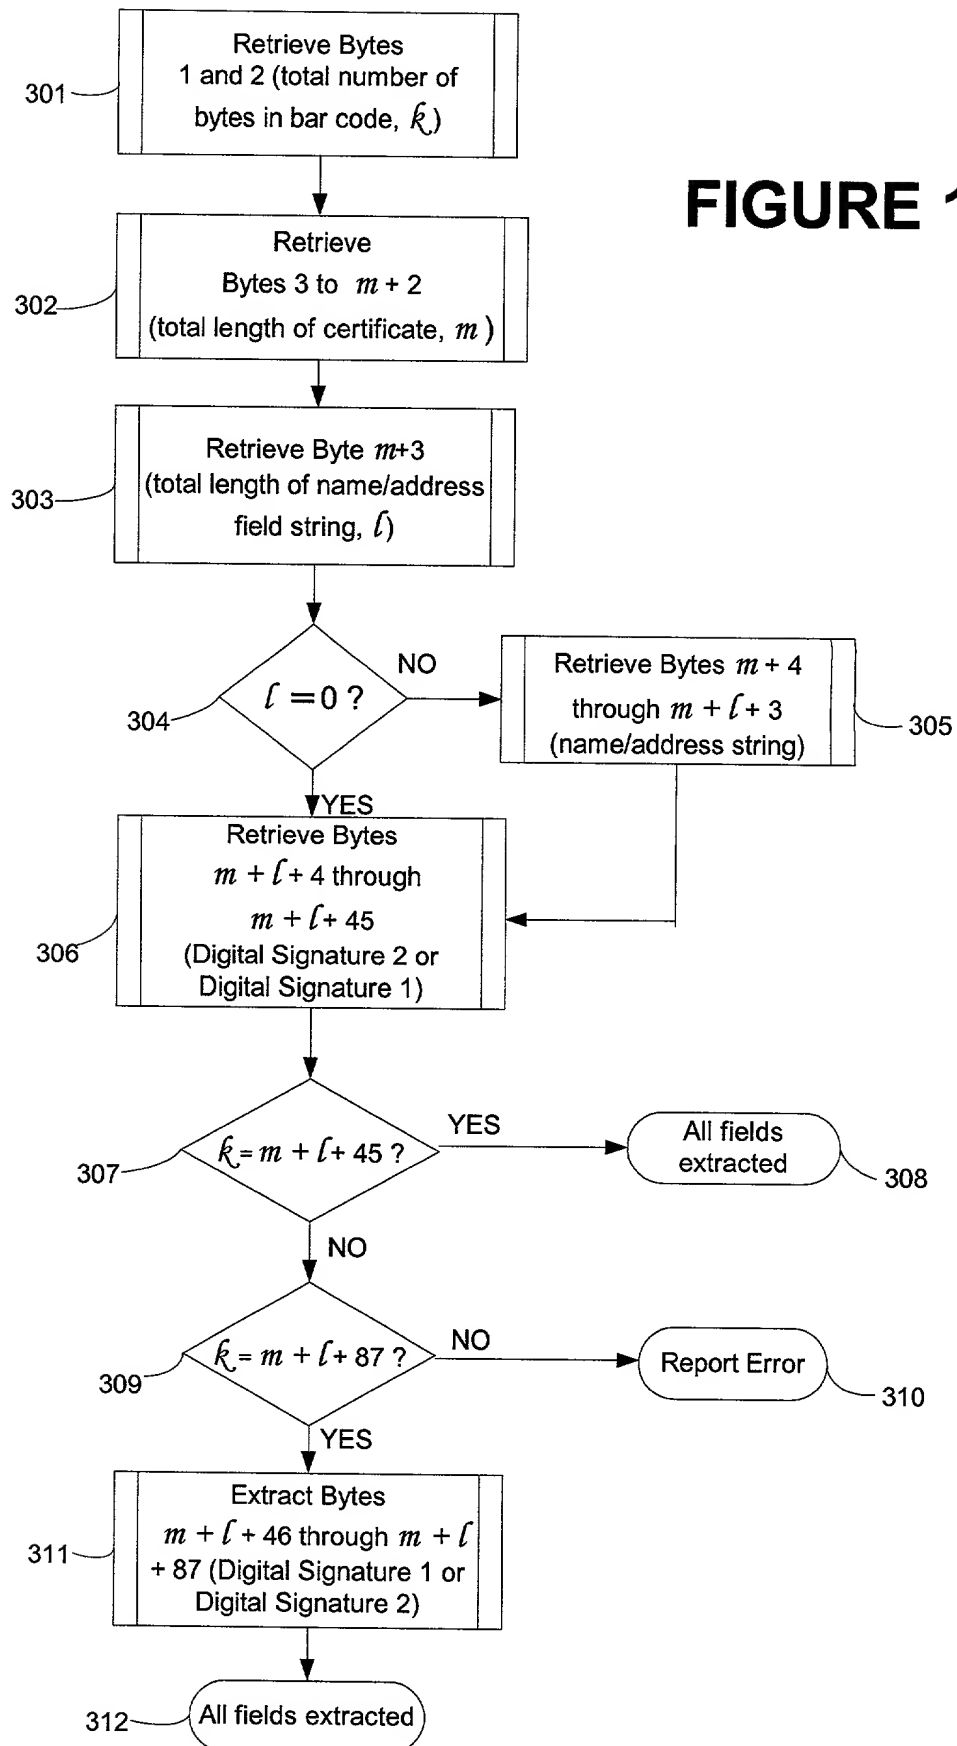 Retrieve Bytes
1 and 2 (total number of
bytes in bar code, k)
301
FIGURE 1
Retrieve
Bytes 3 to m + 2
(total length of certificate, m)
302
Retrieve Byte m+3
(total length of name/address
field string, l)
303
l = 0 ?
304
NO
Retrieve Bytes m + 4
through m + l + 3
(name/address string)
305
YES
Retrieve Bytes
m + l + 4 through
m + l + 45
(Digital Signature 2 or
Digital Signature 1)
306
k = m + l + 45 ?
307
YES
All fields
extracted
308
NO
k = m + l + 87 ?
309
NO
Report Error
310
YES
Extract Bytes
m + l + 46 through m + l
+ 87 (Digital Signature 1 or
Digital Signature 2)
311
All fields extracted
312